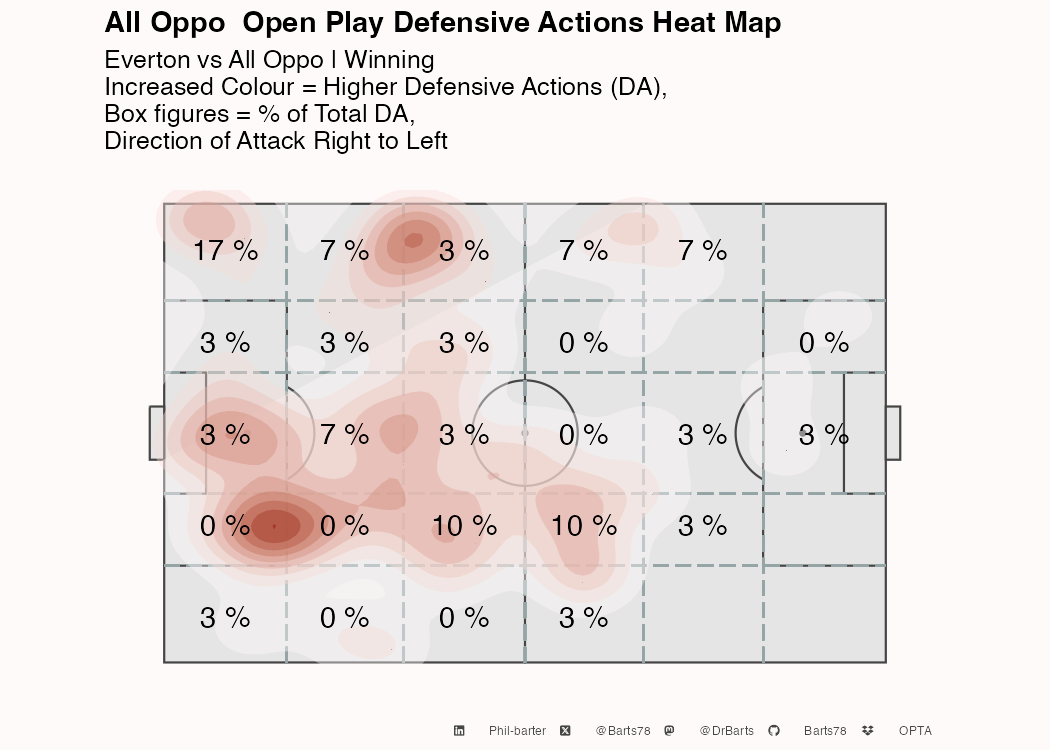 All Oppo  Open Play Defensive Actions Heat Map
Everton vs All Oppo | Winning
Increased Colour = Higher Defensive Actions (DA),
Box figures = % of Total DA,
Direction of Attack Right to Left
17 % 7 % 3 % 7 % 7 %
3 % 3 % 3 % 0 % 0 %
3 % 7 % 3 % 0 % 3 % 3 %
0 % 0 % 10 % 10 % 3 %
3 % 0 % 0 % 3 %
Phil-barter @Barts78 @DrBarts Barts78 OPTA